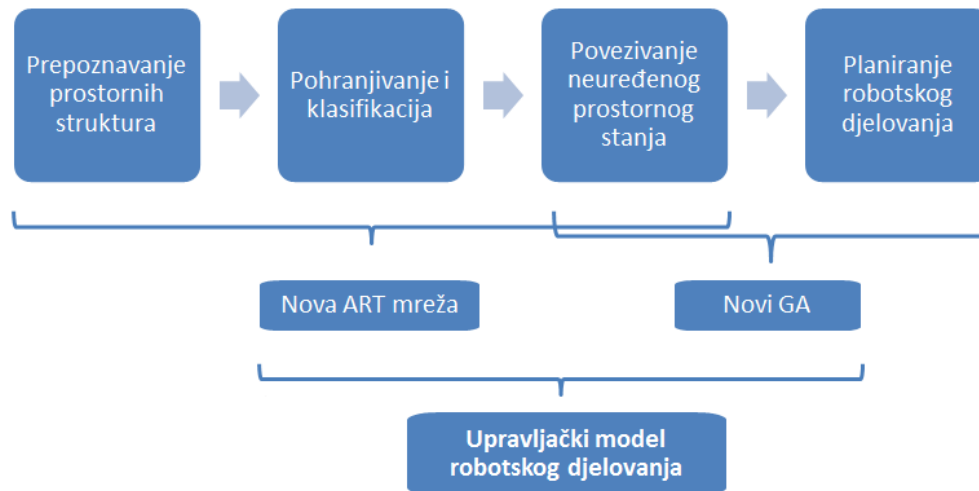 Prepoznavanje
prostornih
struktura
Pohranjivanje i
klasifikacija
Povezivanje
neuređenog
prostornog
stanja
Planiranje
robotskog
djelovanja
Nova ART mreža
Novi GA
Upravljački model
robotskog djelovanja